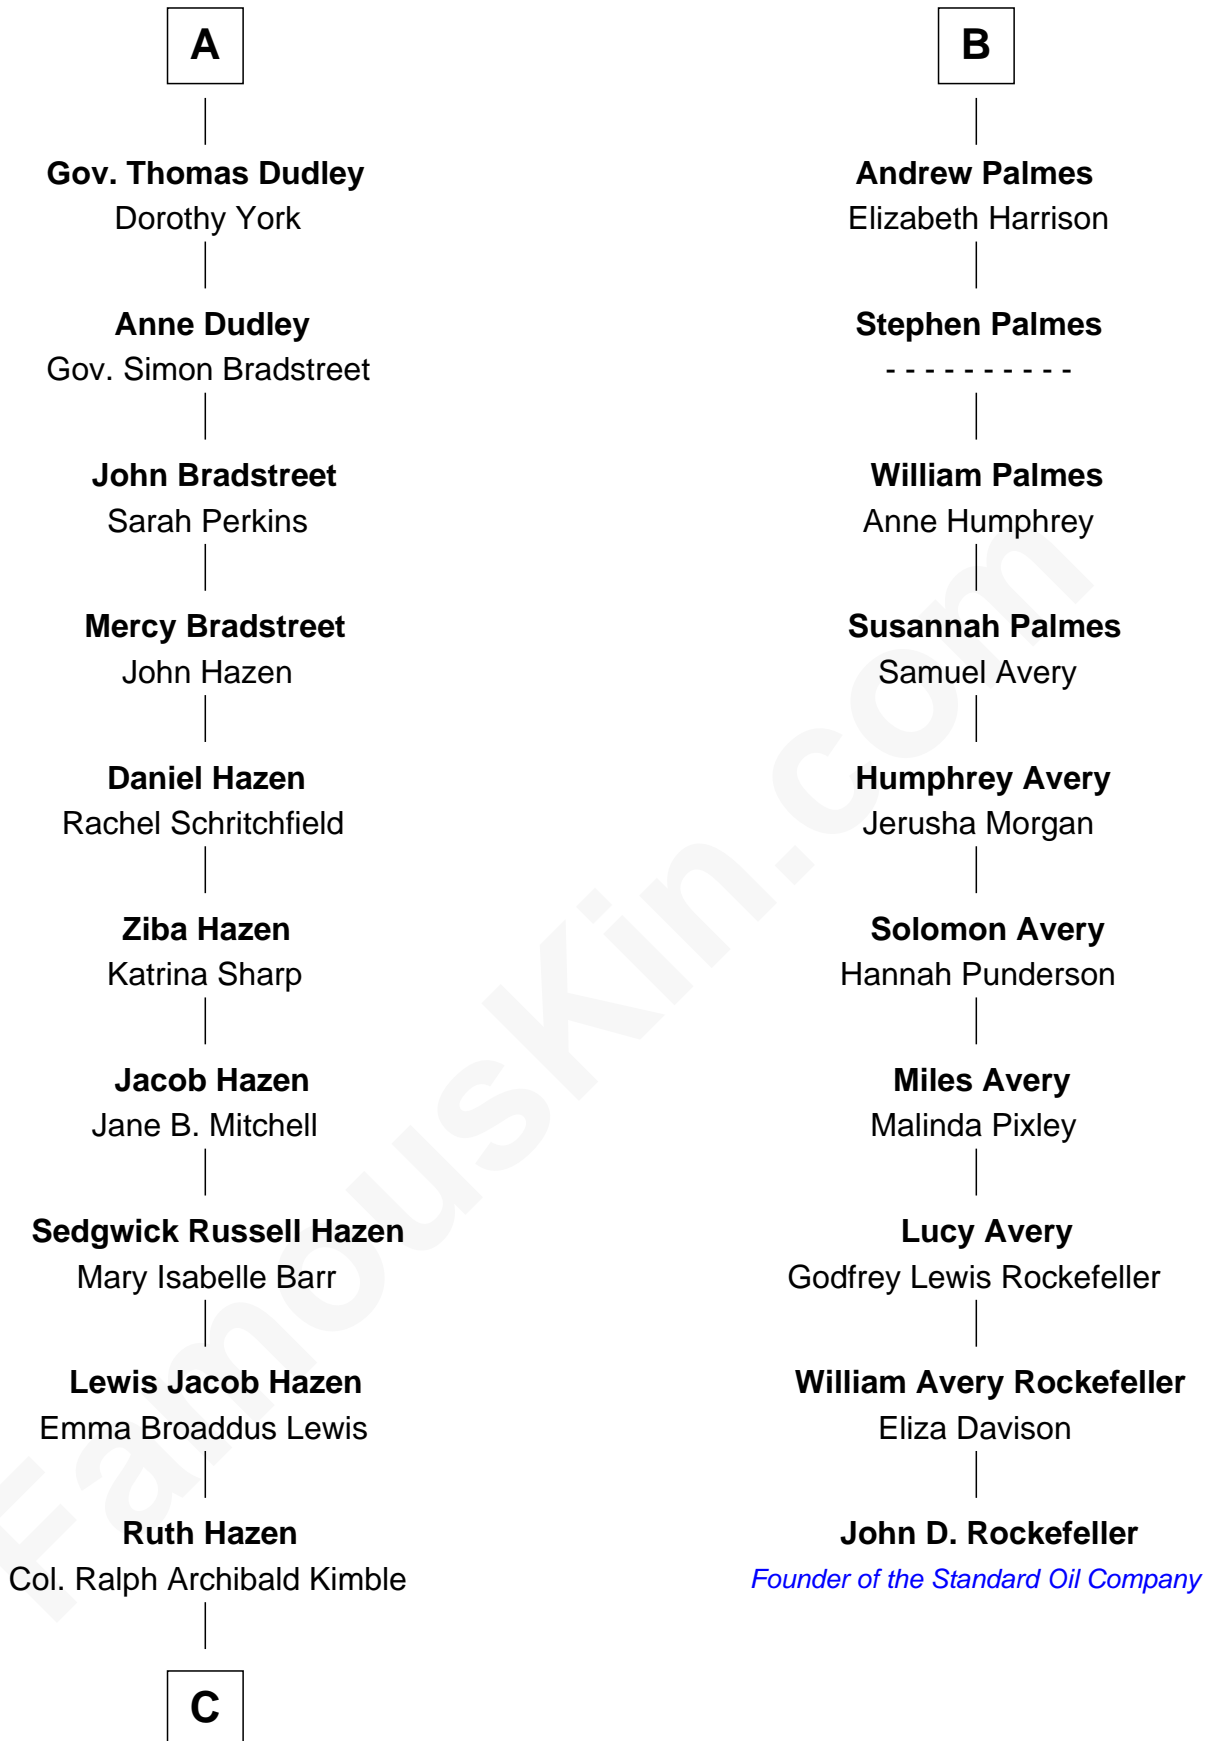 A
Gov. Thomas Dudley
Dorothy York
Anne Dudley
Gov. Simon Bradstreet
John Bradstreet
Sarah Perkins
Mercy Bradstreet
John Hazen
Daniel Hazen
Rachel Schritchfield
Ziba Hazen
Katrina Sharp
Jacob Hazen
Jane B. Mitchell
Sedgwick Russell Hazen
Mary Isabelle Barr
Lewis Jacob Hazen
Emma Broaddus Lewis
Ruth Hazen
Col. Ralph Archibald Kimble
C
B
Andrew Palmes
Elizabeth Harrison
Stephen Palmes
- - - - - - - - - -
William Palmes
Anne Humphrey
Susannah Palmes
Samuel Avery
Humphrey Avery
Jerusha Morgan
Solomon Avery
Hannah Punderson
Miles Avery
Malinda Pixley
Lucy Avery
Godfrey Lewis Rockefeller
William Avery Rockefeller
Eliza Davison
John D. Rockefeller
Founder of the Standard Oil Company
FamousKin.com